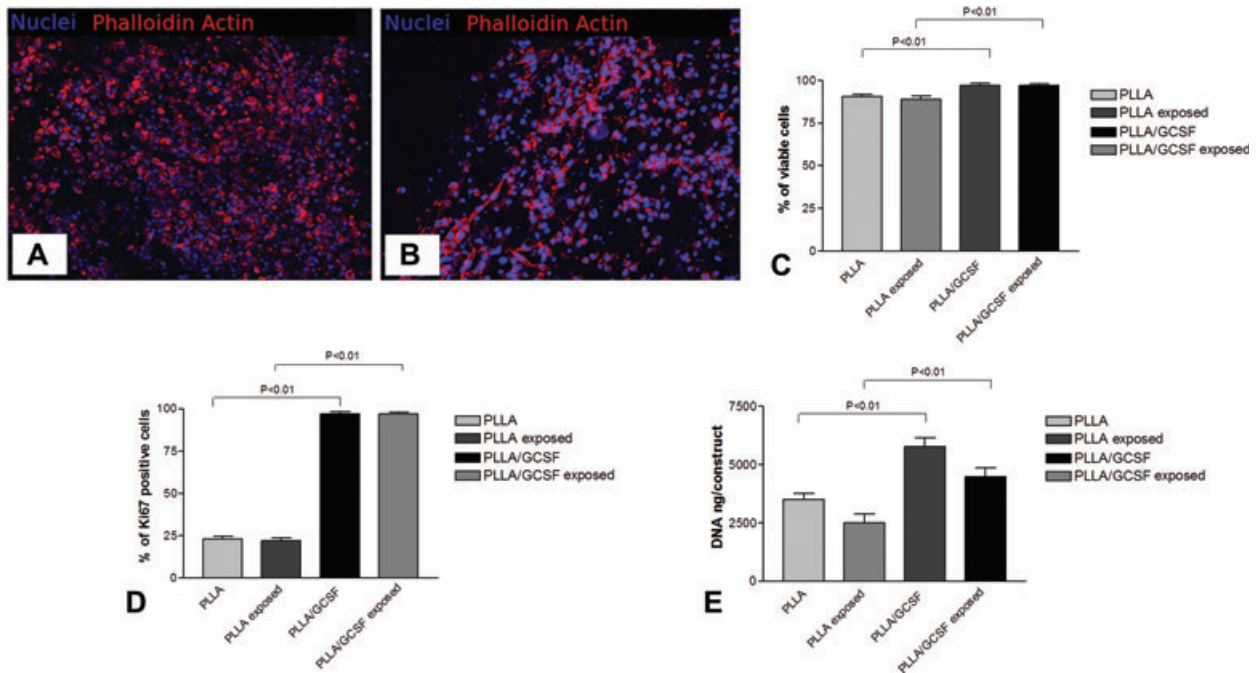 Nuclei Phalloidin Actin
A
Nuclei Phalloidin Actin
B
P<0.01
P<0.01
100
75
50
25
0
% of viable cells
PLLA
PLLA exposed
PLLA/GCSF
PLLA/GCSF exposed
PLLA
PLLA exposed
PLLA/GCSF
PLLA/GCSF exposed
C
P<0.01
P<0.01
100
75
50
25
0
% of Ki67 positive cells
PLLA
PLLA exposed
PLLA/GCSF
PLLA/GCSF exposed
PLLA
PLLA exposed
PLLA/GCSF
PLLA/GCSF exposed
D
P<0.01
P<0.01
7500
5000
2500
0
DNA ng/construct
PLLA
PLLA exposed
PLLA/GCSF
PLLA/GCSF exposed
PLLA
PLLA exposed
PLLA/GCSF
PLLA/GCSF exposed
E